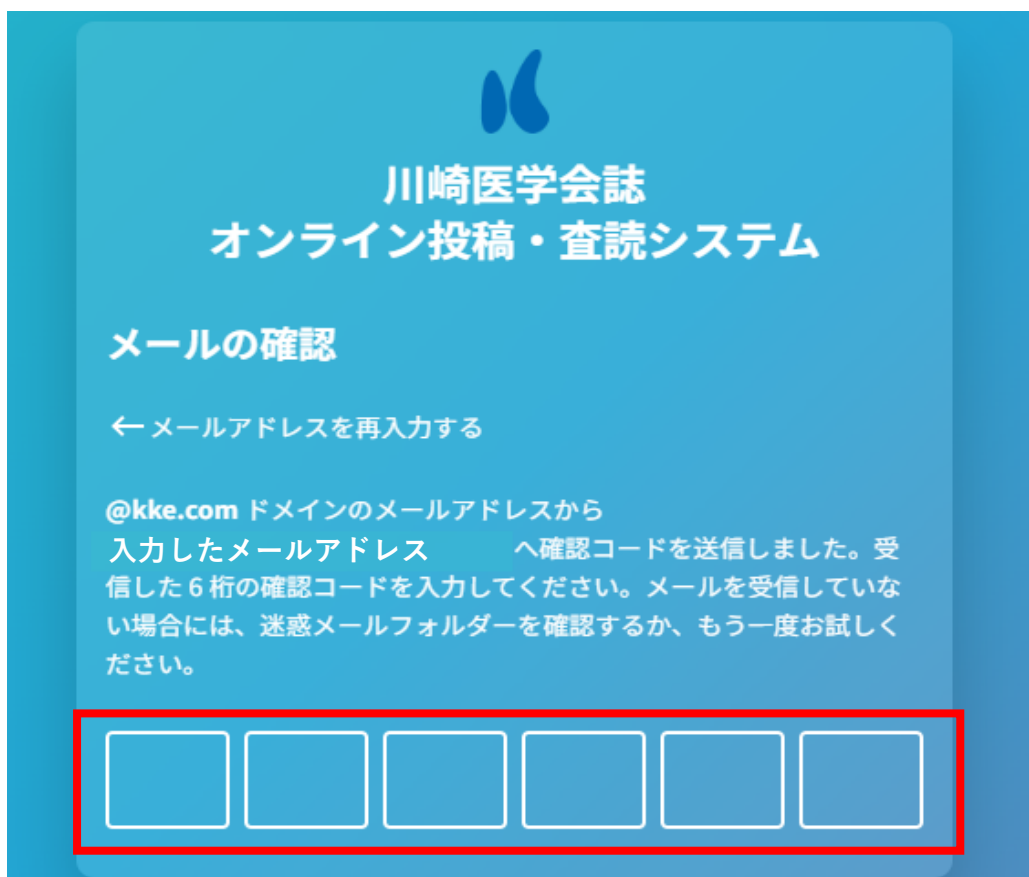 川崎医学会誌
オンライン投稿・査読システム
メールの確認
←メールアドレスを再入力する
@kke.com ドメインのメールアドレスから
入力したメールアドレス へ確認コードを送信しました。受
信した 6 桁の確認コードを入力してください。メールを受信していな
い場合には、迷惑メールフォルダーを確認するか、もう一度お試しく
ださい。